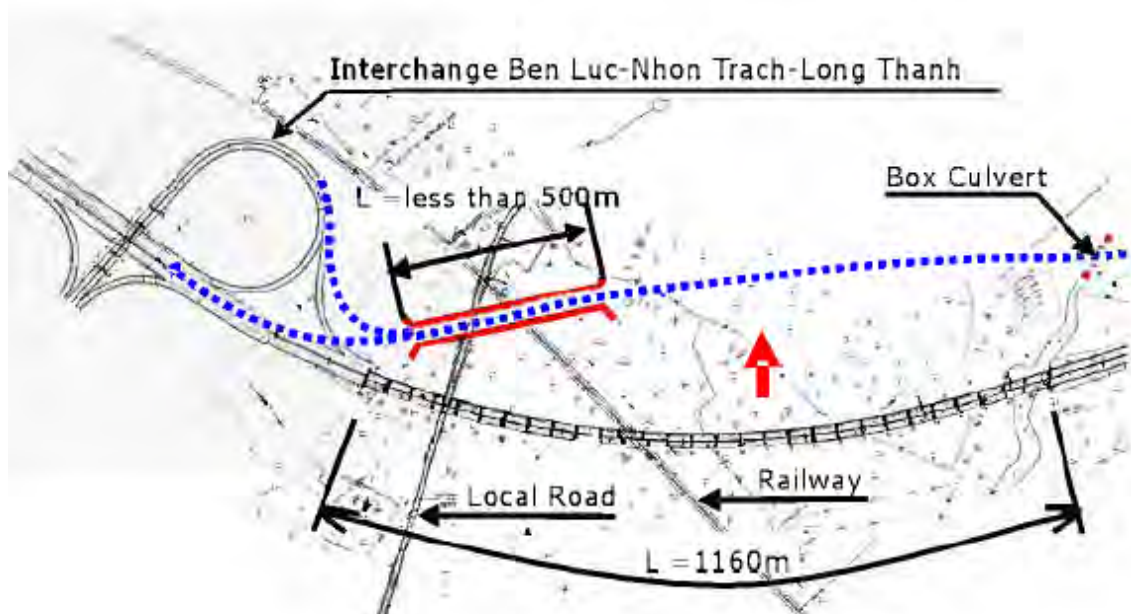 Interchange Ben Luc-Nhon Trach-Long Thanh
L =less than 500m
Box Culvert
Railway
Local Road
L =1160m